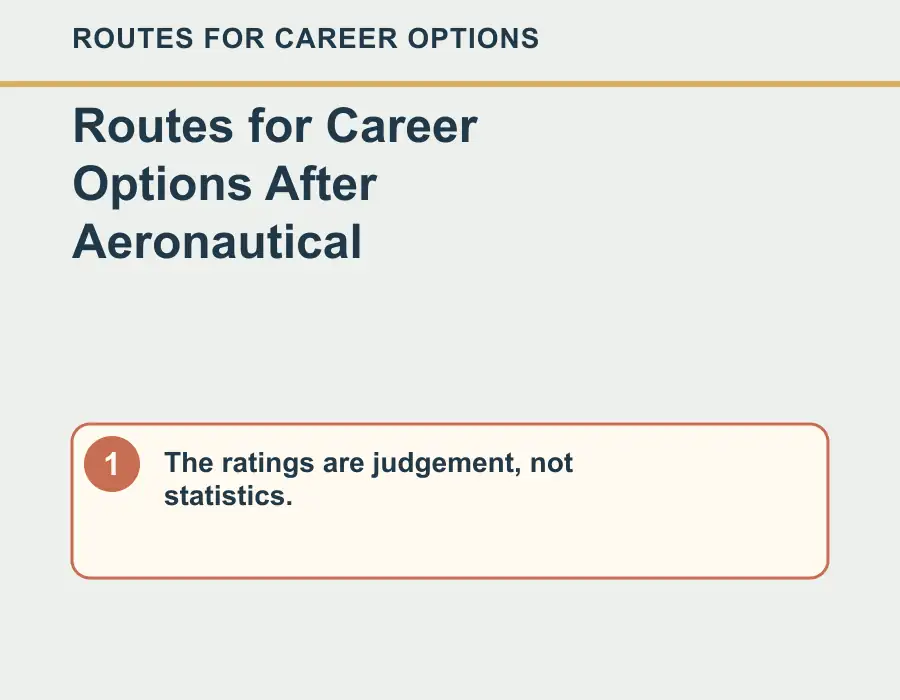 ROUTES FOR CAREER OPTIONS
Routes for Career
Options After
Aeronautical
1
The ratings are judgement, not
statistics.